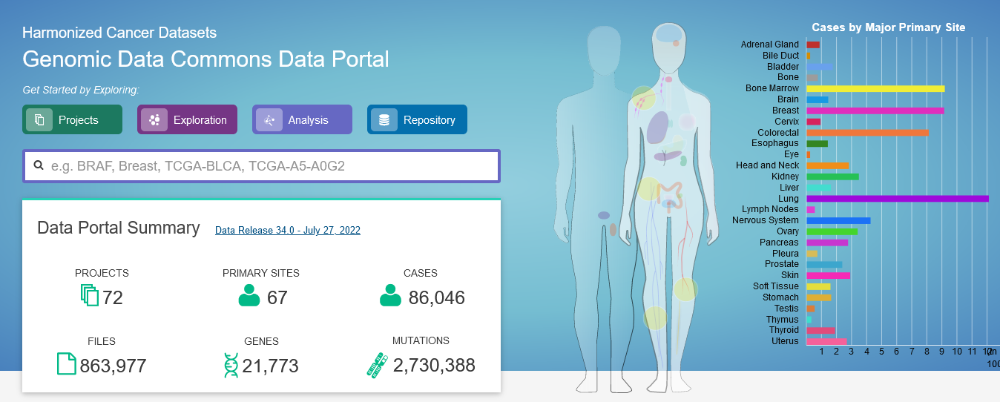 Harmonized Cancer Datasets
Genomic Data Commons Data Portal
Get Started by Exploring:
Projects
Exploration
Analysis
Repository
e.g. BRAF, Breast, TCGA-BLCA, TCGA-A5-A0G2
Data Portal Summary
Data Release 34.0 - July 27, 2022
PROJECTS
72
PRIMARY SITES
67
CASES
86,046
FILES
863,977
GENES
21,773
MUTATIONS
2,730,388
Cases by Major Primary Site
Adrenal Gland
Bile Duct
Bladder
Bone
Bone Marrow
Brain
Breast
Cervix
Colorectal
Esophagus
Eye
Head and Neck
Kidney
Liver
Lung
Lymph Nodes
Nervous System
Ovary
Pancreas
Pleura
Prostate
Skin
Soft Tissue
Stomach
Testis
Thymus
Thyroid
Uterus
1 2 3 4 5 6 7 8 9 10 11 12